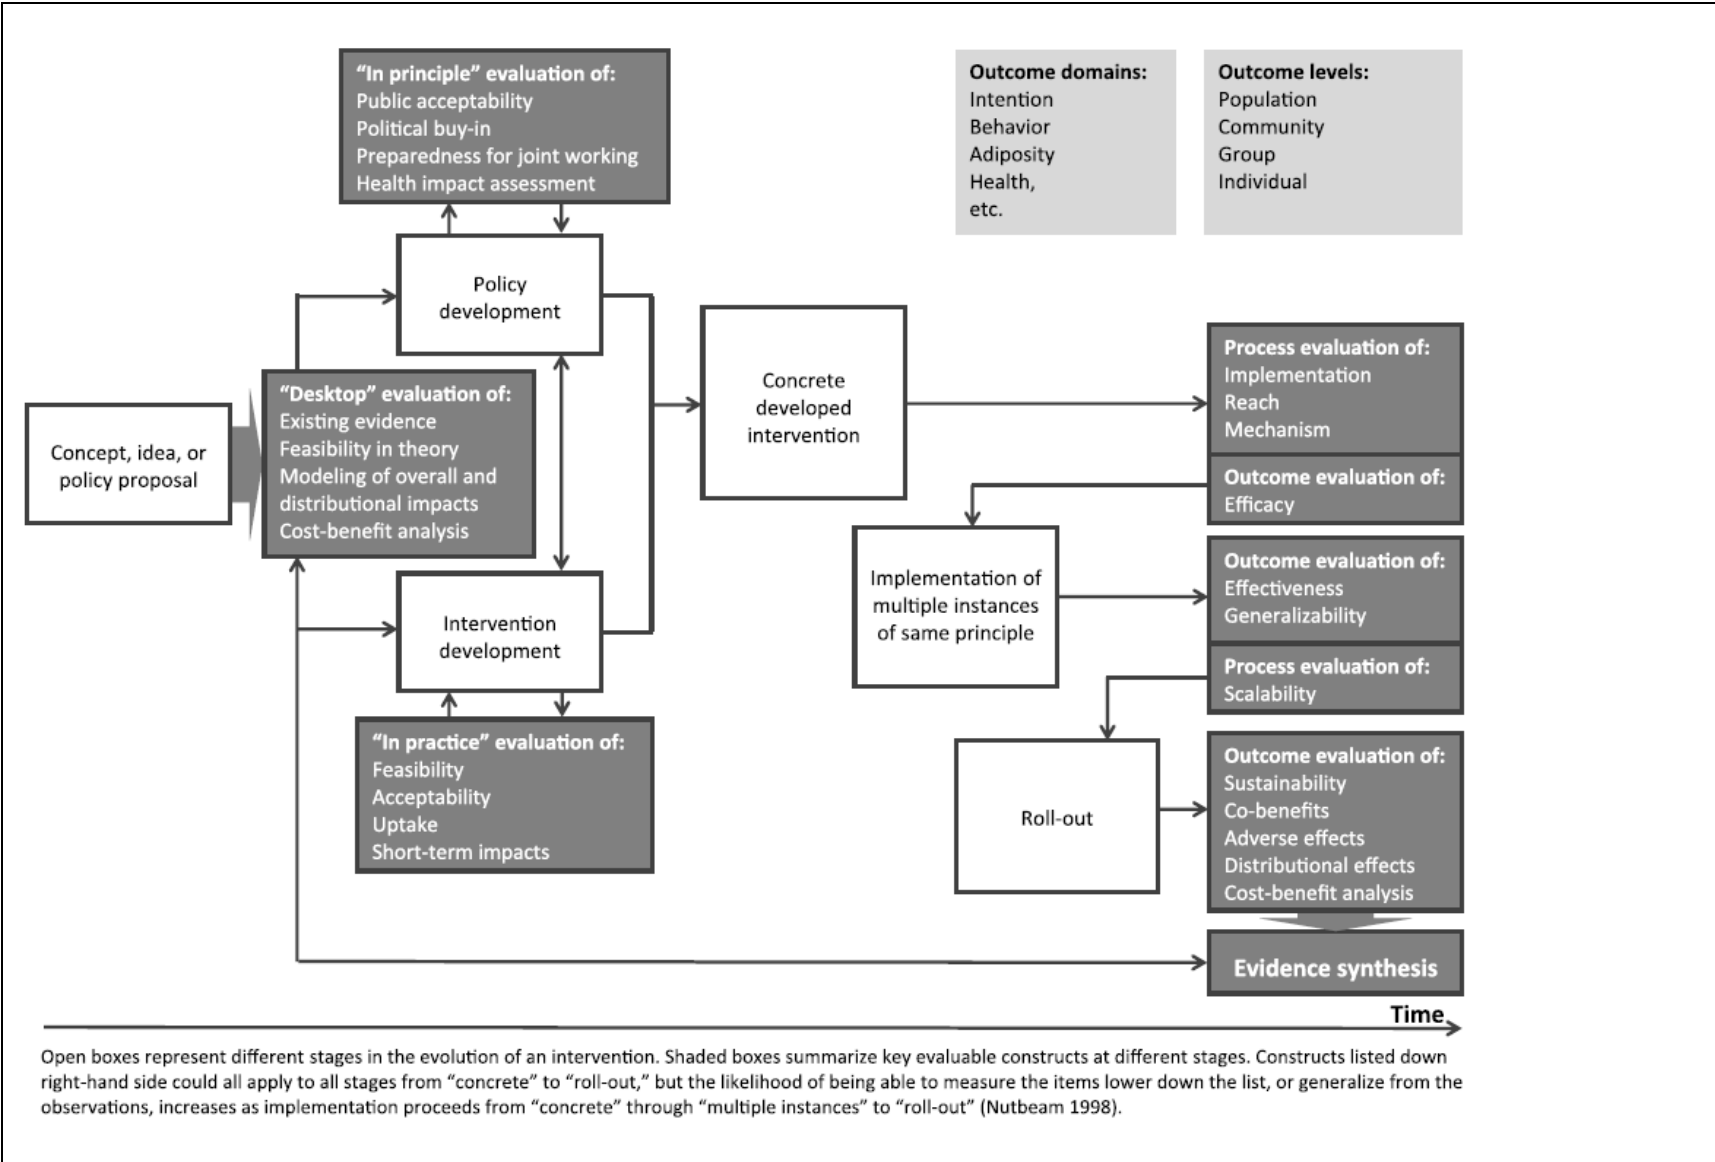 “In principle” evaluation of:
Public acceptability
Political buy-in
Preparedness for joint working
Health impact assessment
Outcome domains:
Intention
Behavior
Adiposity
Health,
etc.
Outcome levels:
Population
Community
Group
Individual
Policy
development
Concept, idea, or
policy proposal
“Desktop” evaluation of:
Existing evidence
Feasibility in theory
Modeling of overall and
distributional impacts
Cost-benefit analysis
Concrete
developed
intervention
Process evaluation of:
Implementation
Reach
Mechanism
Outcome evaluation of:
Efficacy
Intervention
development
Implementation of
multiple instances
of same principle
Outcome evaluation of:
Effectiveness
Generalizability
Process evaluation of:
Scalability
“In practice” evaluation of:
Feasibility
Acceptability
Uptake
Short-term impacts
Roll-out
Outcome evaluation of:
Sustainability
Co-benefits
Adverse effects
Distributional effects
Cost-benefit analysis
Evidence synthesis
Time
Open boxes represent different stages in the evolution of an intervention. Shaded boxes summarize key evaluable constructs at different stages. Constructs listed down
right-hand side could all apply to all stages from “concrete” to “roll-out,” but the likelihood of being able to measure the items lower down the list, or generalize from the
observations, increases as implementation proceeds from “concrete” through “multiple instances” to “roll-out” (Nutbeam 1998).